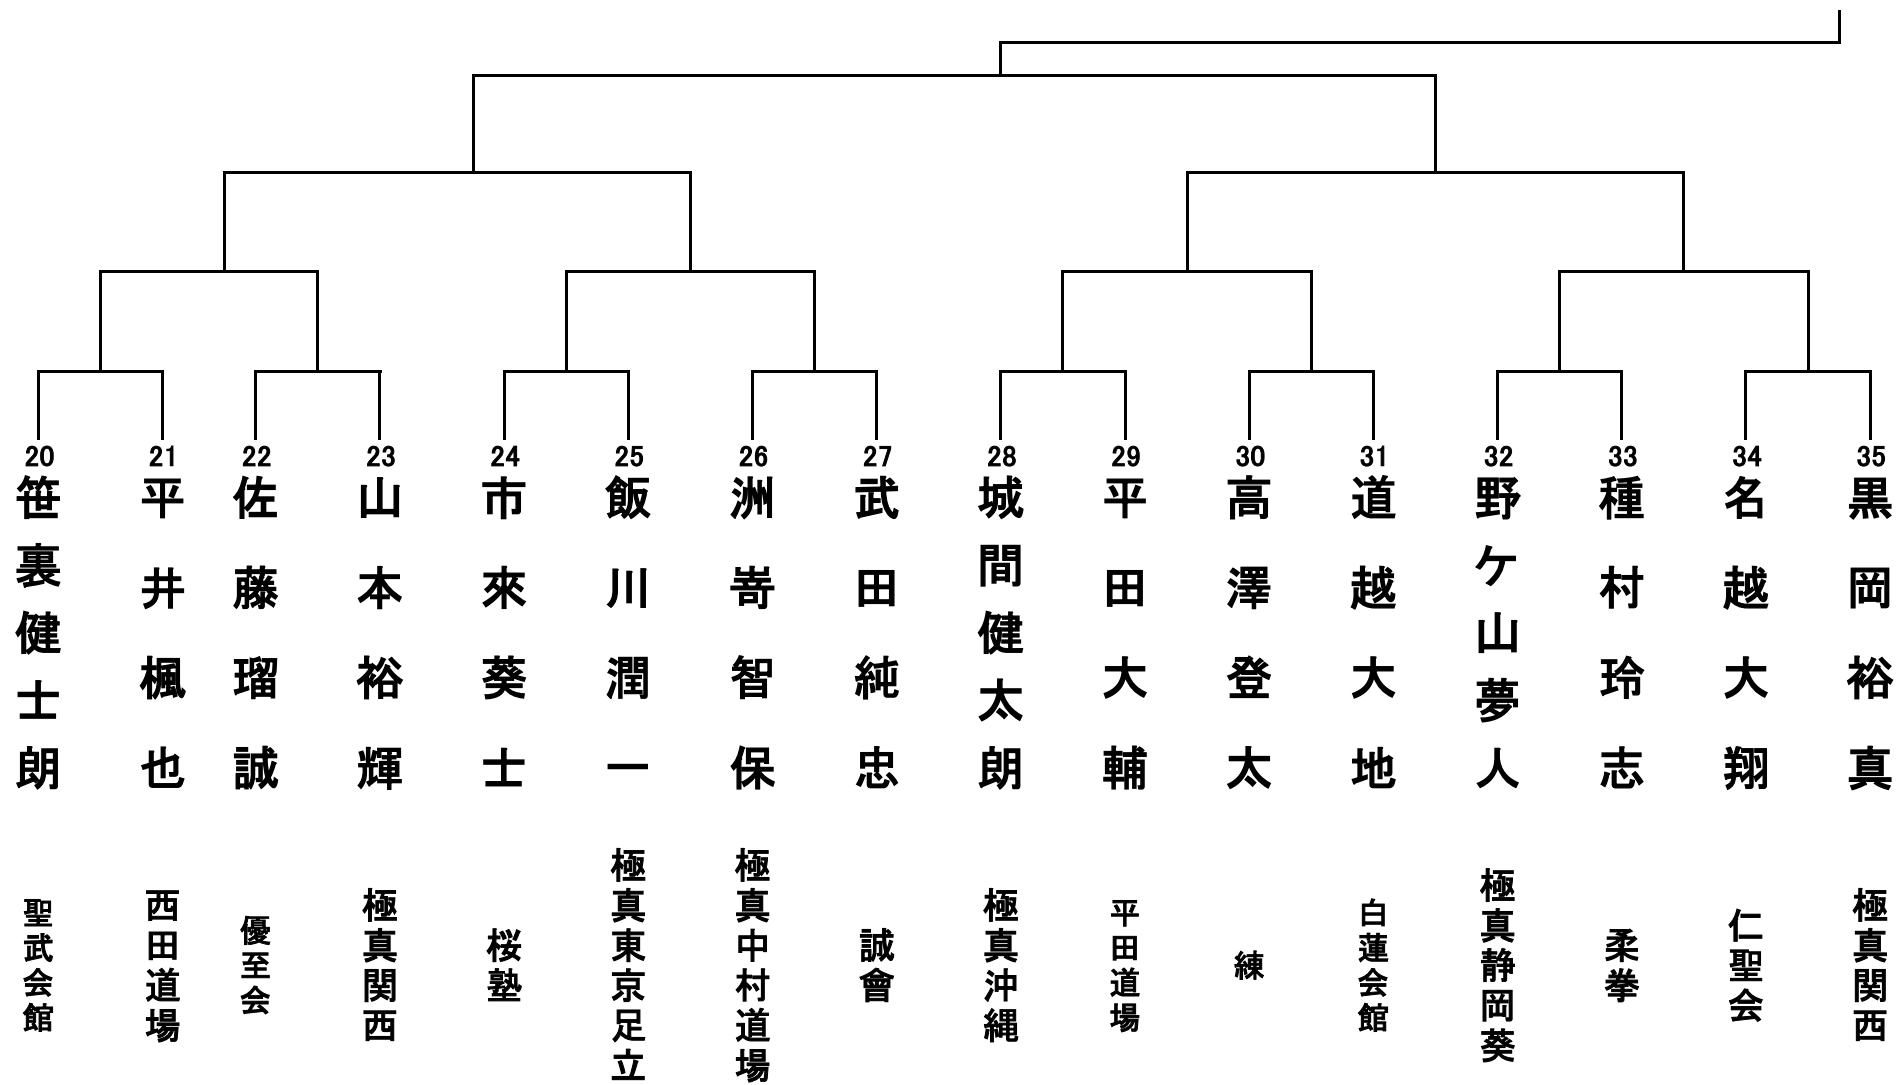 20
笹裏健士朗
聖武会館
21
平井楓也
西田道場
22
佐藤瑠誠
優至会
23
山本裕輝
極真関西
24
市來葵士
桜塾
25
飯川潤一
極真東京足立
26
洲嵜智保
極真中村道場
27
武田純忠
誠會
28
城間健太朗
極真沖縄
29
平田大輔
平田道場
30
高澤登太
練
31
道越大地
白蓮会館
32
野ケ山夢人
極真静岡葵
33
種村玲志
柔拳
34
名越大翔
仁聖会
35
黒岡裕真
極真関西